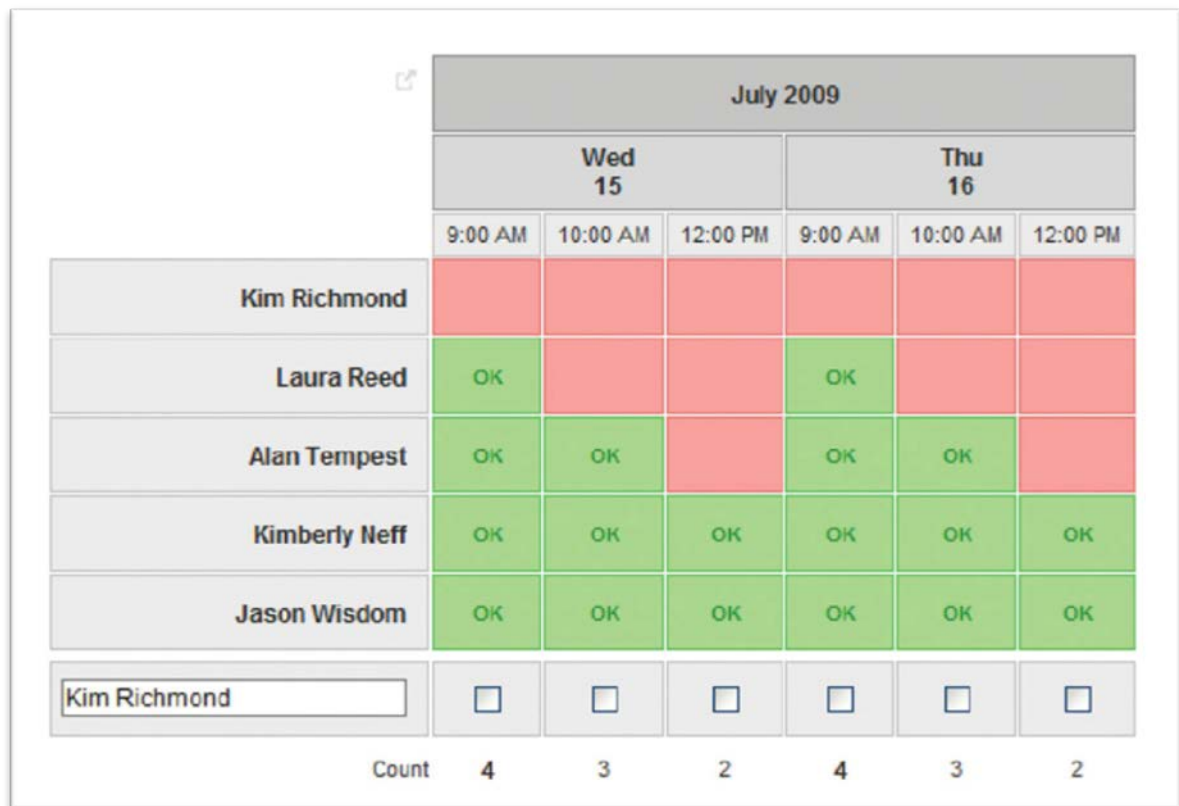 July 2009
Wed Thu
15 16
9:00 AM 10:00 AM 12:00 PM 9:00 AM 10:00 AM 12:00 PM
Kim Richmond
Laura Reed OK OK
Alan Tempest OK OK OK OK
Kimberly Neff OK OK OK OK OK OK
Jason Wisdom OK OK OK OK OK OK
Kim Richmond
Count 4 3 2 4 3 2